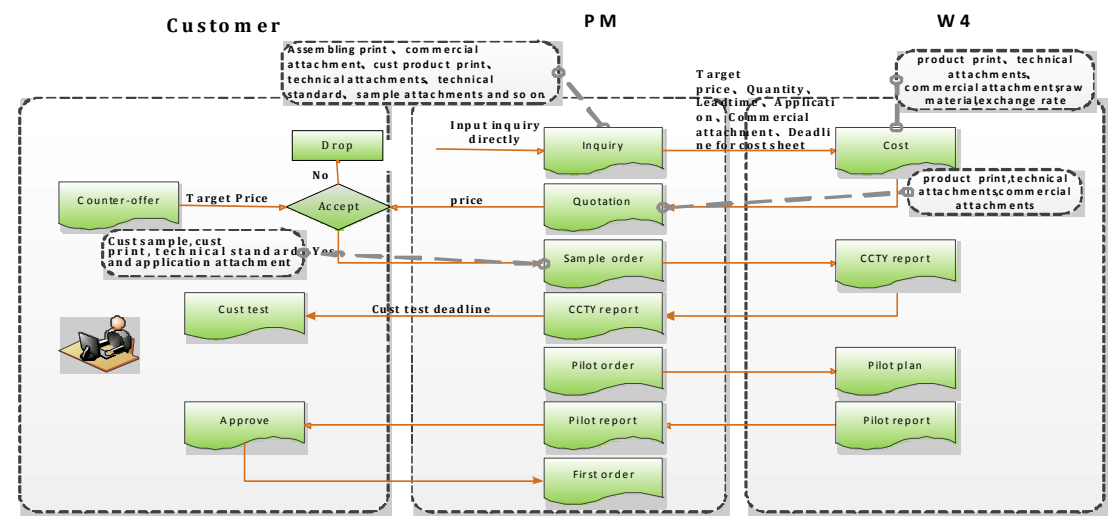 Customer
PM
W4
Assembling print、commercial
attachment、cust product print、
technical attachments、technical
standard、sample attachments and so on
product print、technical
attachments、
commercial attachments,raw
material,exchange rate
Target
price、Quantity、
Leadtime、Applicati
on、Commercial
attachment、Deadli
ne for cost sheet
Input inquiry
directly
Drop
Inquiry
Cost
No
Counter-offer
Target Price
Accept
price
Quotation
product print,technical
attachments,commercial
attachments
Cust sample,cust
print,technical standard
and application attachment
Yes
Sample order
CCTY report
Cust test
Cust test deadline
CCTY report
Pilot order
Pilot plan
Approve
Pilot report
Pilot report
First order